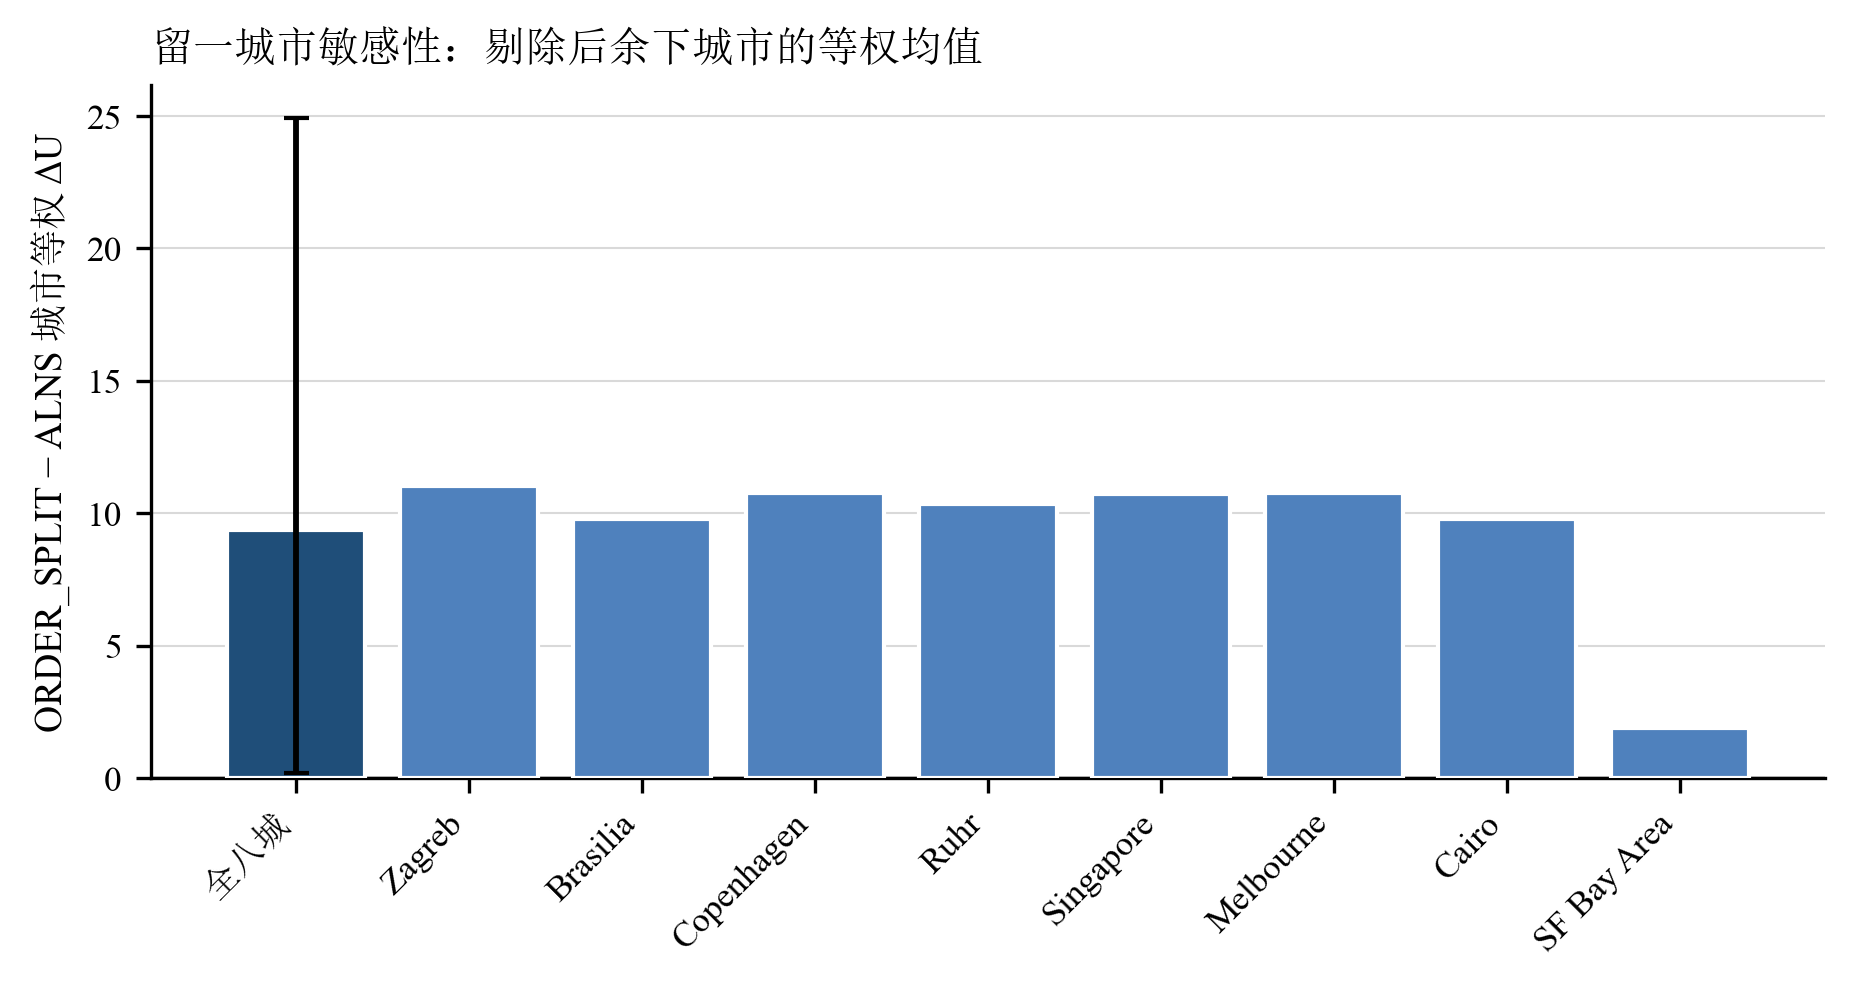 留一城市敏感性：剔除后余下城市的等权均值
ORDER_SPLIT − ALNS 城市等权 ΔU
25
20
15
10
5
0
全八城
Zagreb
Brasilia
Copenhagen
Ruhr
Singapore
Melbourne
Cairo
SF Bay Area